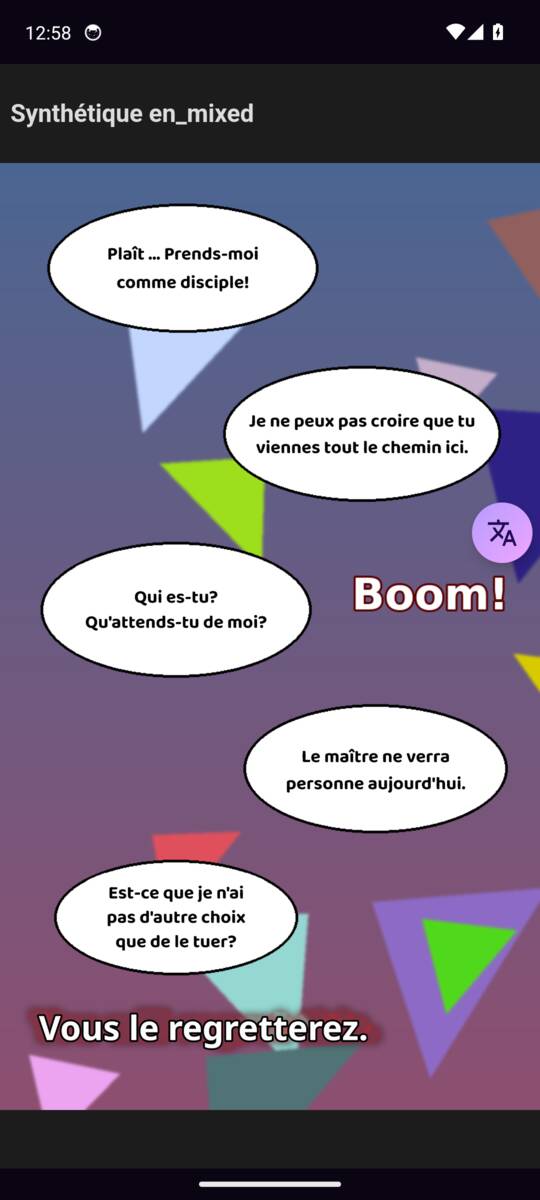 12:58
Synthétique en_mixed
Plaît ... Prends-moi
comme disciple!
Je ne peux pas croire que tu
viennes tout le chemin ici.
Qui es-tu?
Qu'attends-tu de moi?
Boom!
Le maître ne verra
personne aujourd'hui.
Est-ce que je n'ai
pas d'autre choix
que de le tuer?
Vous le regretterez.